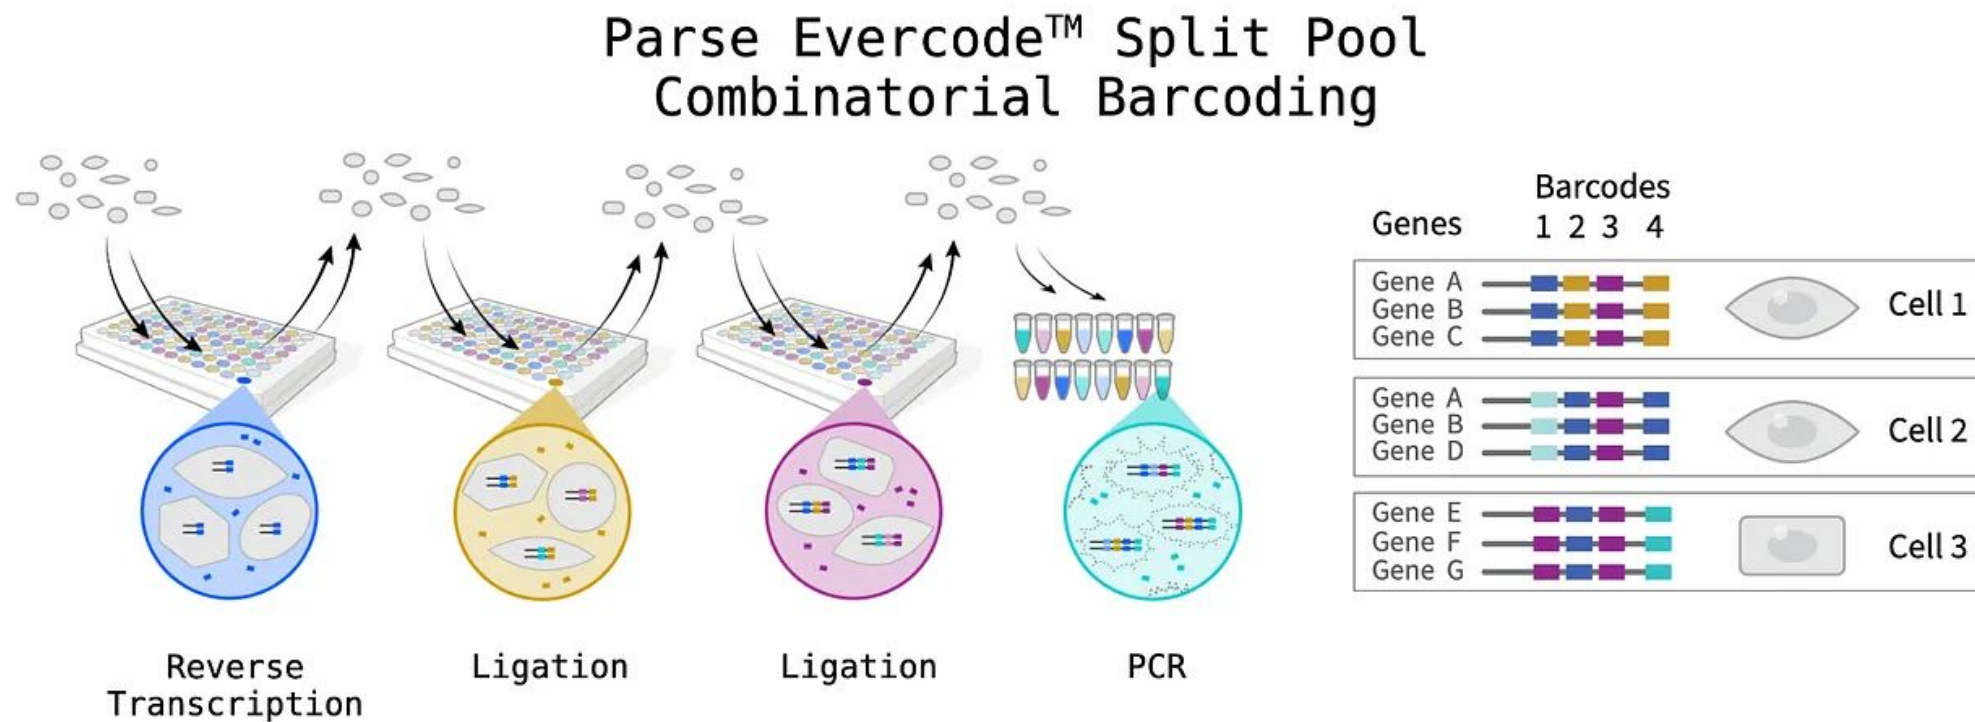 Parse Evercode™ Split Pool
Combinatorial Barcoding
Barcodes
Genes 1 2 3 4
Gene A
Gene B
Gene C
Cell 1
Gene A
Gene B
Gene D
Cell 2
Gene E
Gene F
Gene G
Cell 3
Reverse
Transcription
Ligation
Ligation
PCR